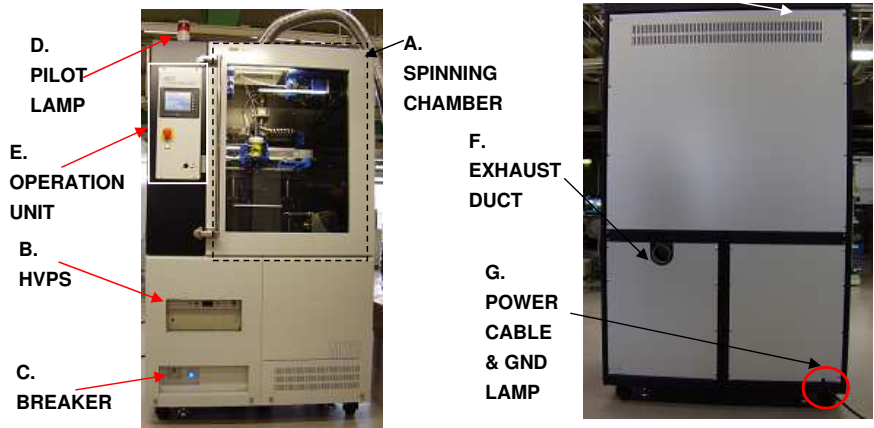 D.
PILOT
LAMP
E.
OPERATION
UNIT
B.
HVPS
C.
BREAKER
A.
SPINNING
CHAMBER
F.
EXHAUST
DUCT
G.
POWER
CABLE
& GND
LAMP